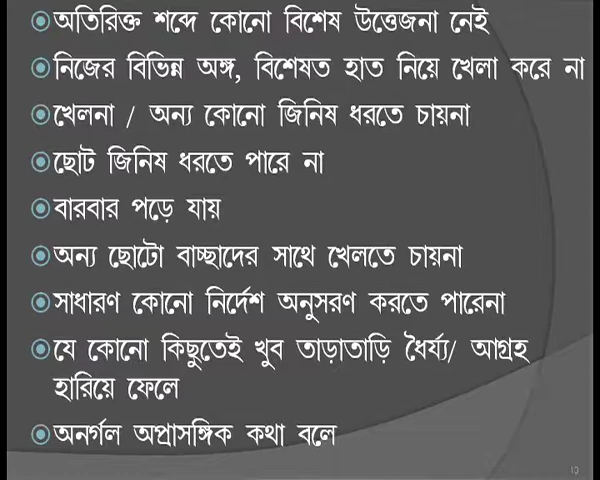 অতিরিক্ত শব্দে কোনো বিশেষ উত্তেজনা নেই
নিজের বিভিন্ন অঙ্গ, বিশেষত হাত নিয়ে খেলা করে না
খেলনা / অন্য কোনো জিনিষ ধরতে চায়না
ছোট জিনিষ ধরতে পারে না
বারবার পড়ে যায়
অন্য ছোটো বাচ্ছাদের সাথে খেলতে চায়না
সাধারণ কোনো নির্দেশ অনুসরণ করতে পারেনা
যে কোনো কিছুতেই খুব তাড়াতাড়ি ধৈর্য্য/ আগ্রহ
হারিয়ে ফেলে
অনর্গল অপ্রাসঙ্গিক কথা বলে